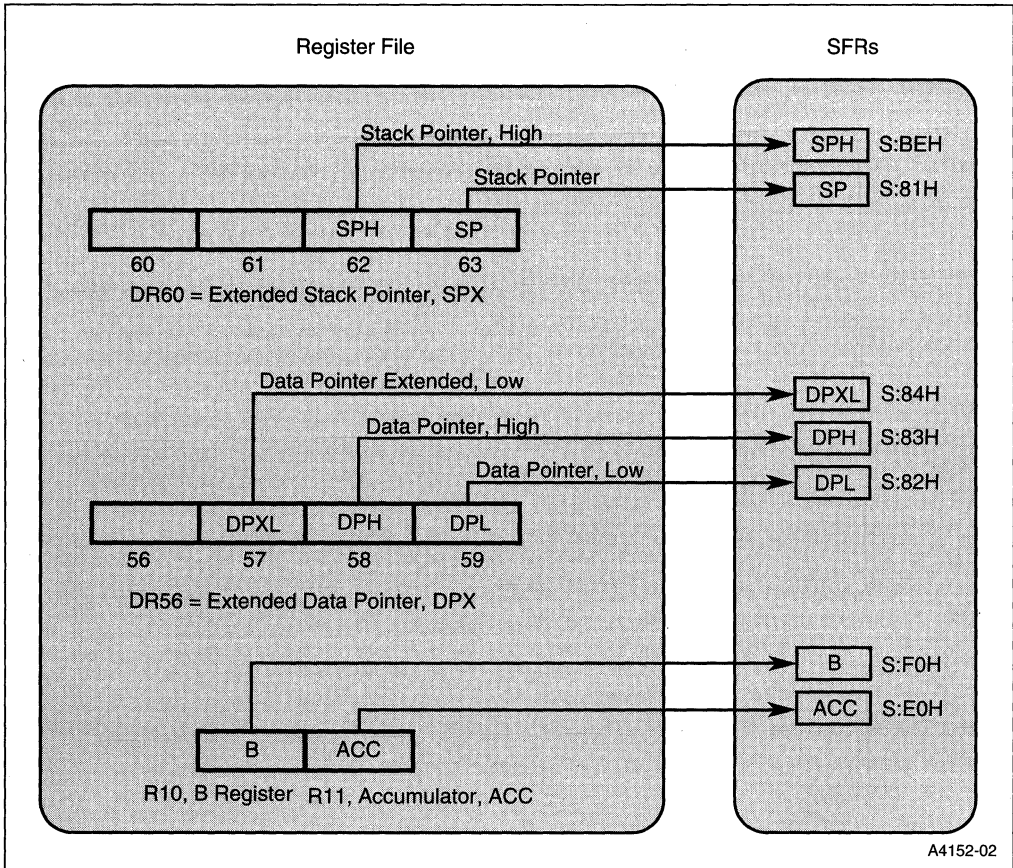 Register File
SFRs
Stack Pointer, High
SPH S:BEH
Stack Pointer
SP S:81H
SPH SP
60 61 62 63
DR60 = Extended Stack Pointer, SPX
Data Pointer Extended, Low
DPXL S:84H
Data Pointer, High
DPH S:83H
Data Pointer, Low
DPL S:82H
DPXL DPH DPL
56 57 58 59
DR56 = Extended Data Pointer, DPX
B S:F0H
ACC S:E0H
B ACC
R10, B Register R11, Accumulator, ACC
A4152-02